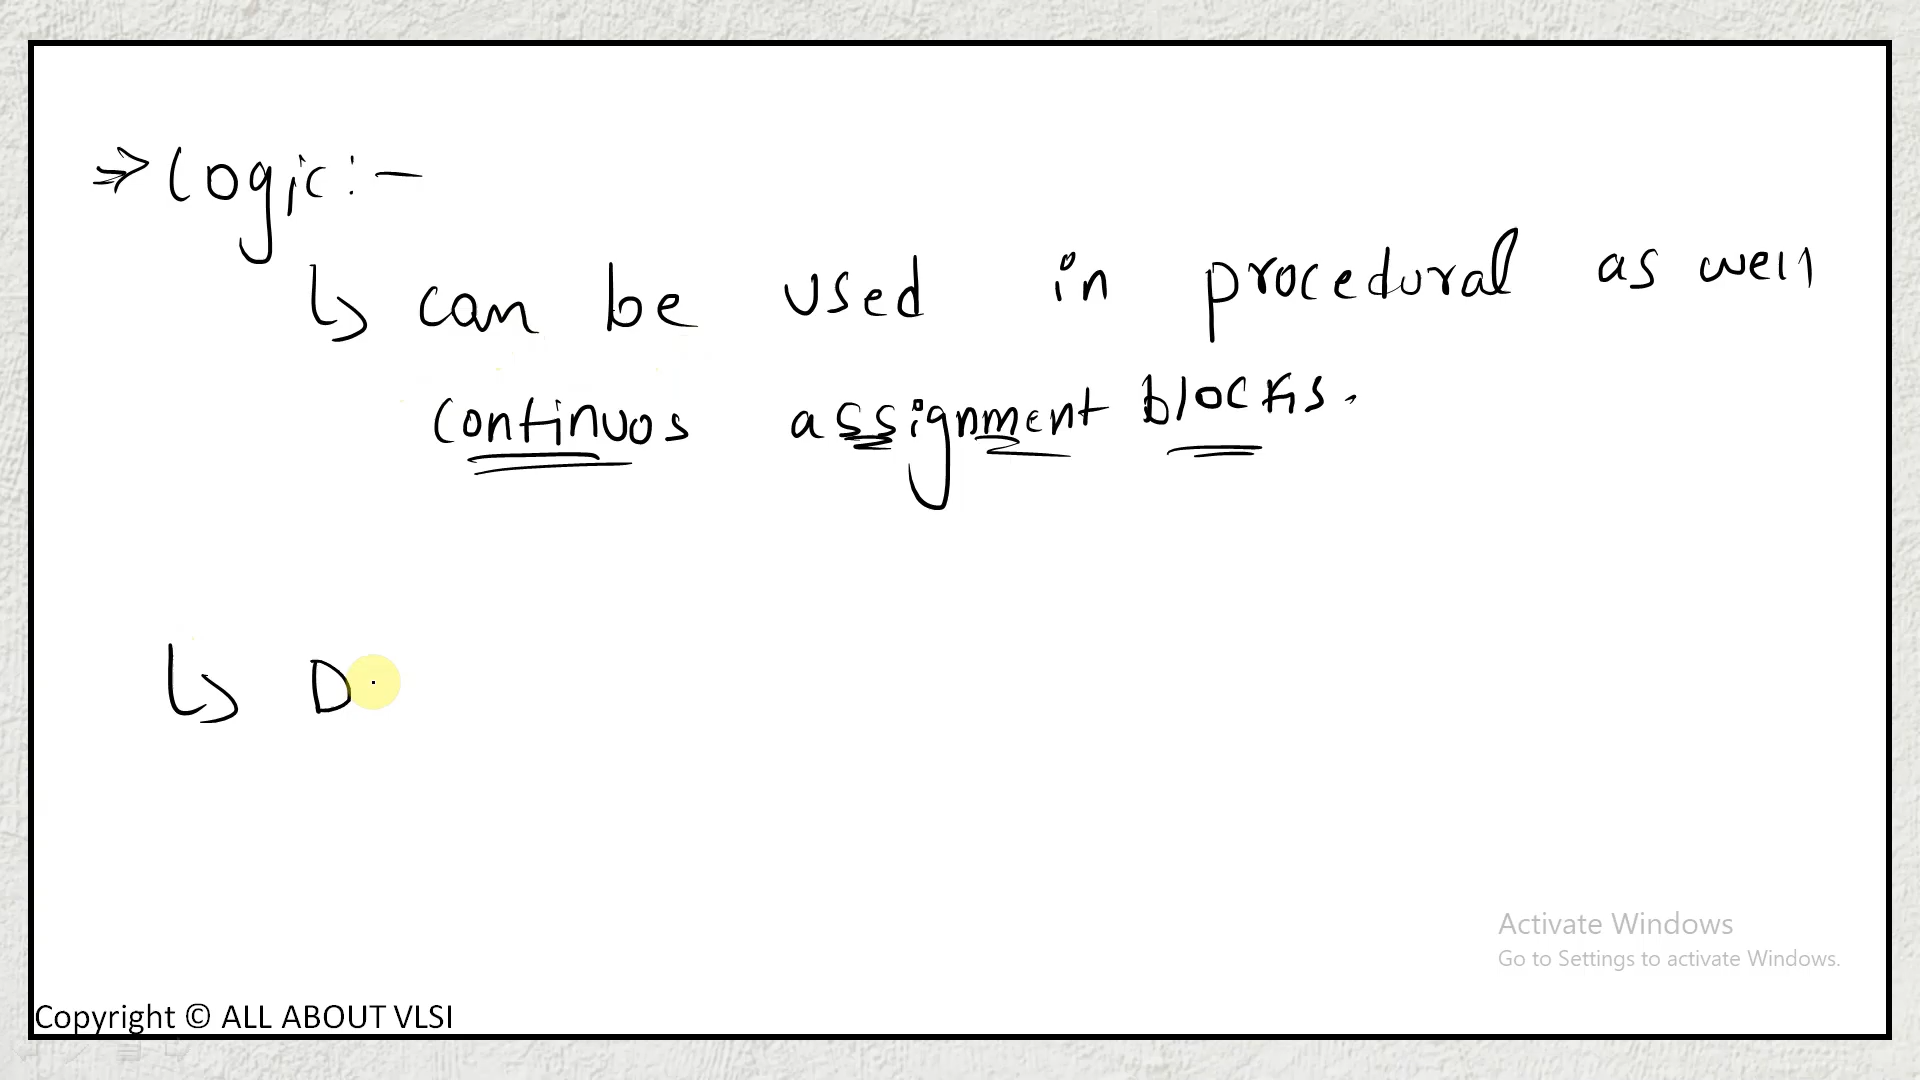 ⇒ logic:-
↳ can be used in procedural as well
continuos assignment blocks.
↳ D
Activate Windows
Go to Settings to activate Windows.
Copyright © ALL ABOUT VLSI